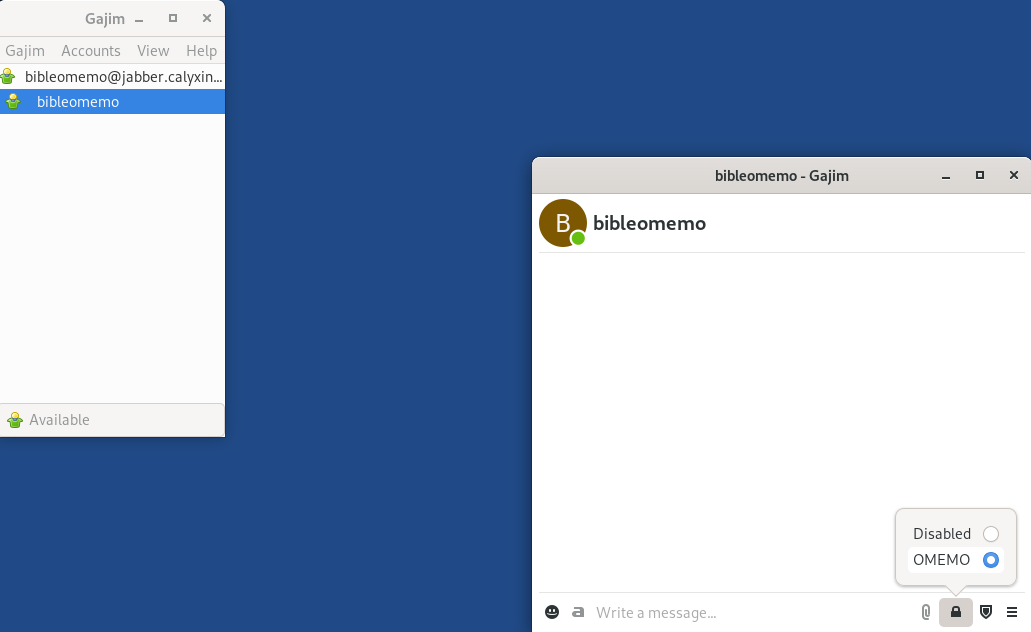 Gajim
Gajim Accounts View Help
bibleomemo@jabber.calyxin...
bibleomemo
Available
bibleomemo - Gajim
B bibleomemo
Disabled
OMEMO
a Write a message...